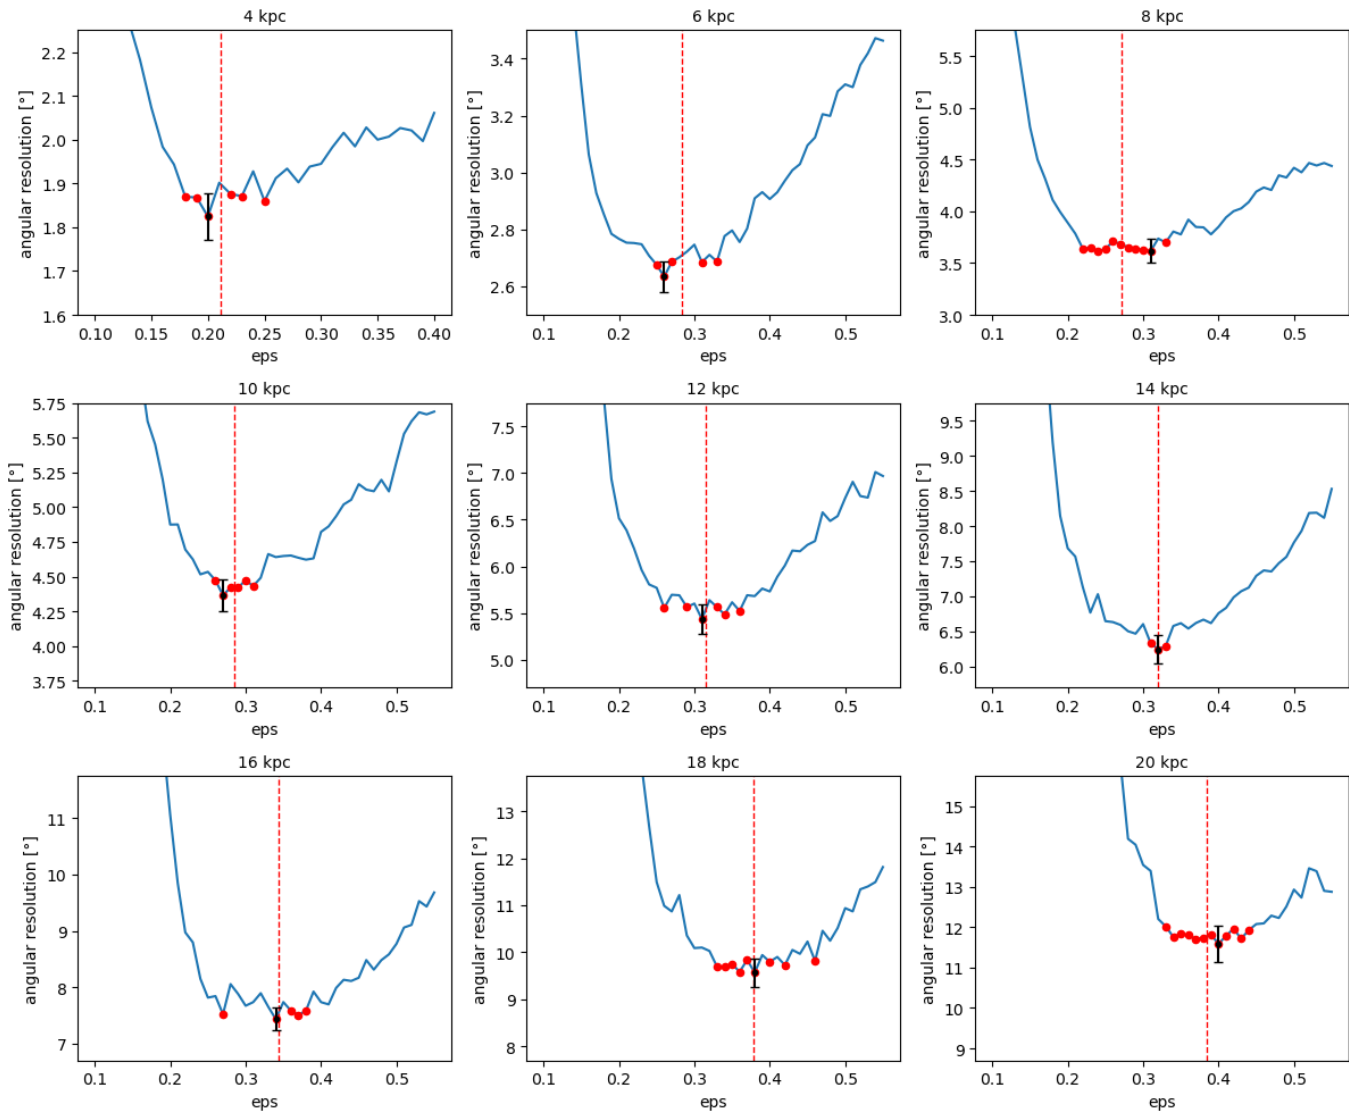 4 kpc
2.2
2.1
2.0
1.9
1.8
1.7
1.6
angular resolution [°]
0.10 0.15 0.20 0.25 0.30 0.35 0.40
eps
6 kpc
3.4
3.2
3.0
2.8
2.6
angular resolution [°]
0.1 0.2 0.3 0.4 0.5
eps
8 kpc
5.5
5.0
4.5
4.0
3.5
3.0
angular resolution [°]
0.1 0.2 0.3 0.4 0.5
eps
10 kpc
5.75
5.50
5.25
5.00
4.75
4.50
4.25
4.00
3.75
angular resolution [°]
0.1 0.2 0.3 0.4 0.5
eps
12 kpc
7.5
7.0
6.5
6.0
5.5
5.0
angular resolution [°]
0.1 0.2 0.3 0.4 0.5
eps
14 kpc
9.5
9.0
8.5
8.0
7.5
7.0
6.5
6.0
angular resolution [°]
0.1 0.2 0.3 0.4 0.5
eps
16 kpc
11
10
9
8
7
angular resolution [°]
0.1 0.2 0.3 0.4 0.5
eps
18 kpc
13
12
11
10
9
8
angular resolution [°]
0.1 0.2 0.3 0.4 0.5
eps
20 kpc
15
14
13
12
11
10
9
angular resolution [°]
0.1 0.2 0.3 0.4 0.5
eps